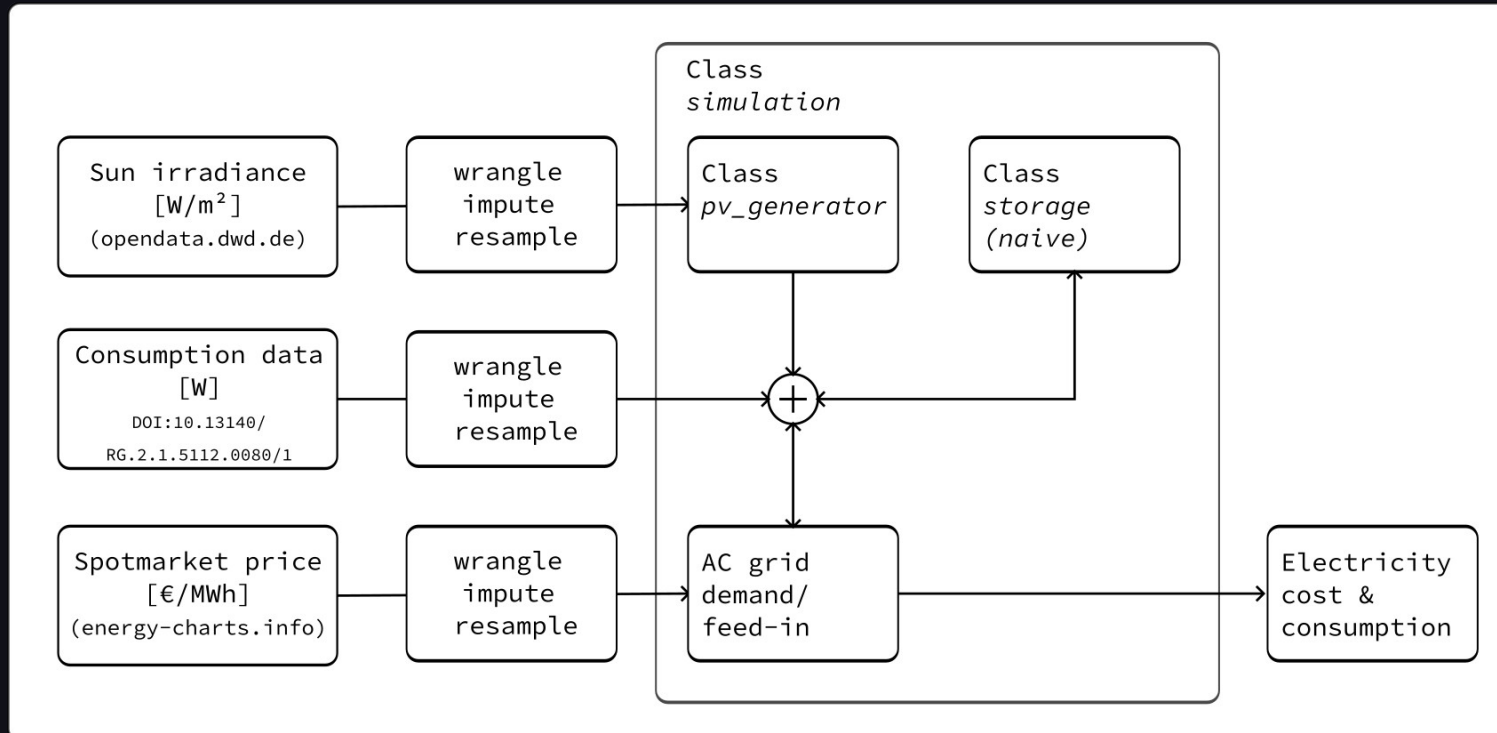 Class
simulation
Sun irradiance
[W/m²]
(opendata.dwd.de)
wrangle
impute
resample
Class
pv_generator
Class
storage
(naive)
Consumption data
[W]
DOI:10.13140/
RG.2.1.5112.0080/1
wrangle
impute
resample
+
Spotmarket price
[€/MWh]
(energy-charts.info)
wrangle
impute
resample
AC grid
demand/
feed-in
Electricity
cost &
consumption